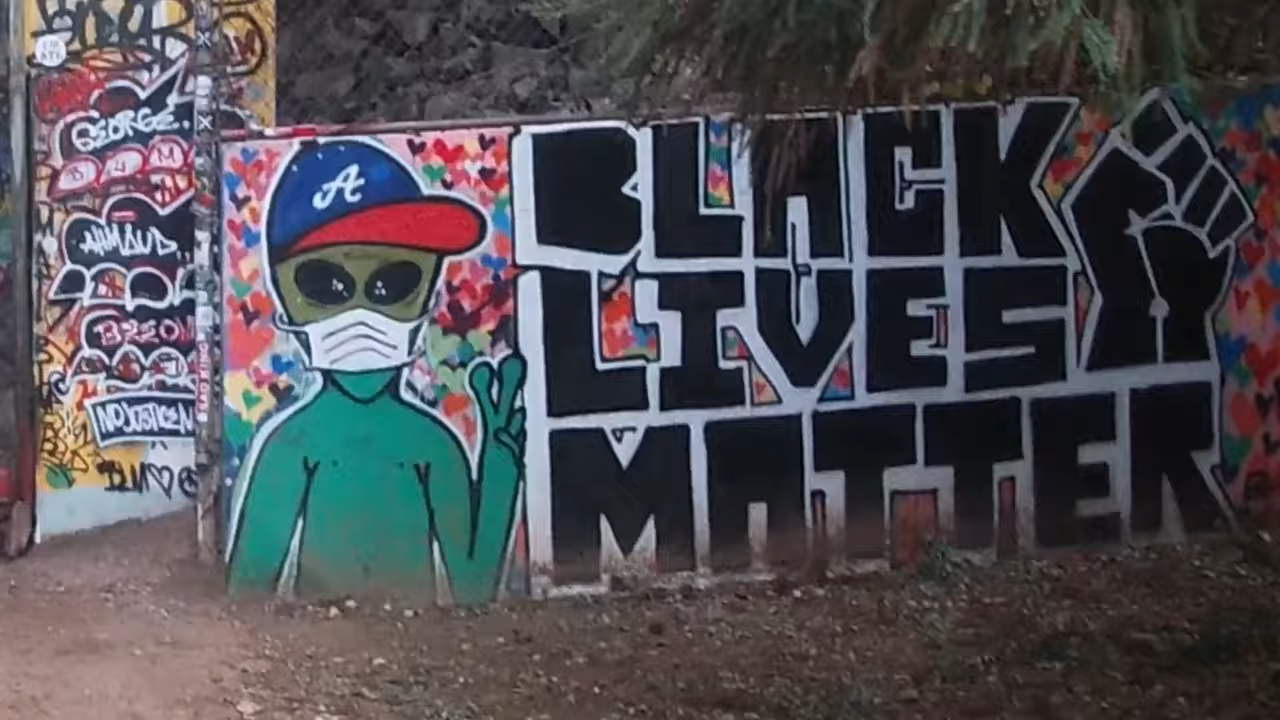 GEORGE..
AHMAUD..
BREON
NO JUSTICE N
A
BLACK
LIVES
MATTER